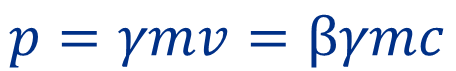 p = γmv = βγmc